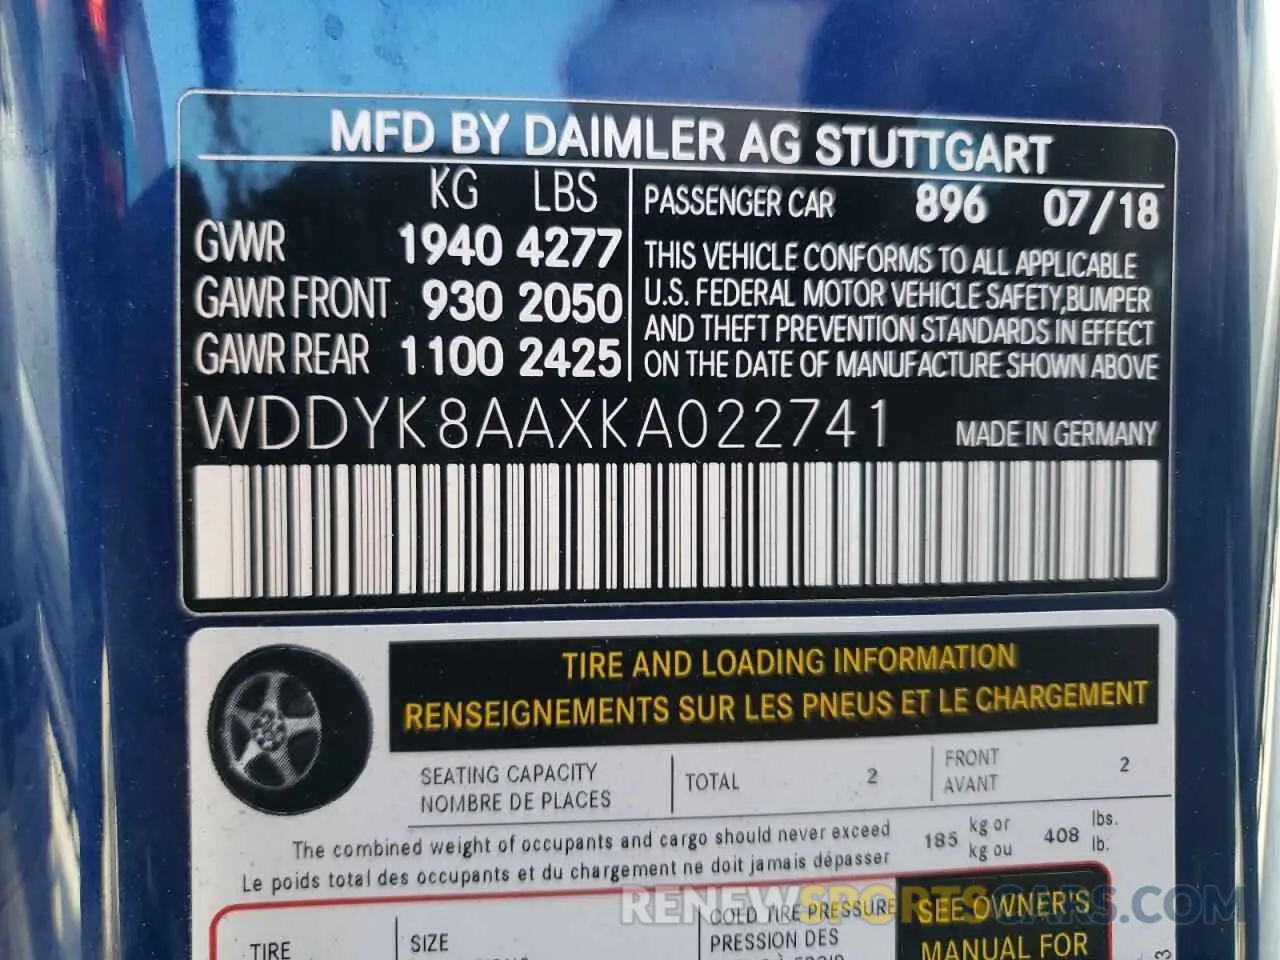 MFD BY DAIMLER AG STUTTGART
KG LBS
GVWR 1940 4277
GAWR FRONT 930 2050
GAWR REAR 1100 2425
PASSENGER CAR 896 07/18
THIS VEHICLE CONFORMS TO ALL APPLICABLE
U.S. FEDERAL MOTOR VEHICLE SAFETY,BUMPER
AND THEFT PREVENTION STANDARDS IN EFFECT
ON THE DATE OF MANUFACTURE SHOWN ABOVE
WDDYK8AAXKA022741 MADE IN GERMANY
TIRE AND LOADING INFORMATION
RENSEIGNEMENTS SUR LES PNEUS ET LE CHARGEMENT
SEATING CAPACITY
NOMBRE DE PLACES
TOTAL 2
FRONT
AVANT
2
The combined weight of occupants and cargo should never exceed
Le poids total des occupants et du chargement ne doit jamais dépasser
185 kg or
kg ou
408 lbs.
lb.
TIRE
SIZE
COLD TIRE PRESSURE
PRESSION DES
SEE OWNER'S
MANUAL FOR
3
RENEWSPORTSCARS.COM